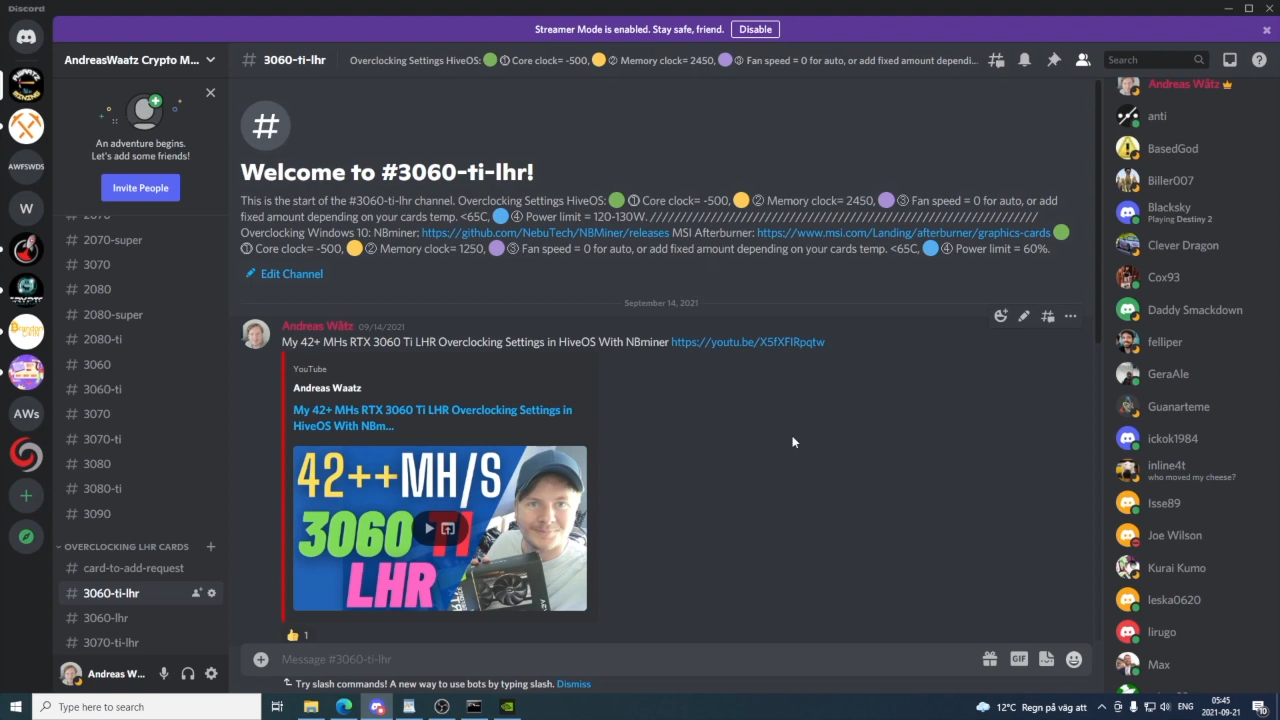 Discord
Streamer Mode is enabled. Stay safe, friend. Disable
AndreasWaatz Crypto M...
3060-ti-lhr
Overclocking Settings HiveOS: 🟢 ① Core clock= -500, 🟡 ② Memory clock= 2450, 🟣 ③ Fan speed = 0 for auto, or add fixed amount dependi...
Search
An adventure begins.
Let's add some friends!
Invite People
2070
2070-super
3070
2080
2080-super
2080-ti
3060
3060-ti
3070
3070-ti
3080
3080-ti
3090
OVERCLOCKING LHR CARDS
card-to-add-request
3060-ti-lhr
3060-lhr
3070-ti-lhr
Andreas W...
AWFSWDS
W
Brandon
COIN
AWs
Welcome to #3060-ti-lhr!
This is the start of the #3060-ti-lhr channel. Overclocking Settings HiveOS: 🟢 ① Core clock= -500, 🟡 ② Memory clock= 2450, 🟣 ③ Fan speed = 0 for auto, or add
fixed amount depending on your cards temp. <65C, 🔵 ④ Power limit = 120-130W. 
Overclocking Windows 10: NBminer: https://github.com/NebuTech/NBMiner/releases MSI Afterburner: https://www.msi.com/Landing/afterburner/graphics-cards 🟢
① Core clock= -500, 🟡 ② Memory clock= 1250, 🟣 ③ Fan speed = 0 for auto, or add fixed amount depending on your cards temp. <65C, 🔵 ④ Power limit = 60%.
Edit Channel
September 14, 2021
Andreas Wåtz 09/14/2021
My 42+ MHs RTX 3060 Ti LHR Overclocking Settings in HiveOS With NBminer https://youtu.be/X5fXFIRpqtw
YouTube
Andreas Waatz
My 42+ MHs RTX 3060 Ti LHR Overclocking Settings in
HiveOS With NBm...
42++MH/S
3060 TI
LHR
👍 1
Message #3060-ti-lhr
GIF
Try slash commands! A new way to use bots by typing slash. Dismiss
Andreas Wåtz
anti
BasedGod
Biller007
Blacksky
Playing Destiny 2
Clever Dragon
Cox93
Daddy Smackdown
felliper
GeraAle
Guanarteme
ickok1984
inline4t
who moved my cheese?
Isse89
Joe Wilson
Kurai Kumo
leska0620
lirugo
Max
Type here to search
12°C Regn på väg att
ENG
05:45
2021-09-21
10